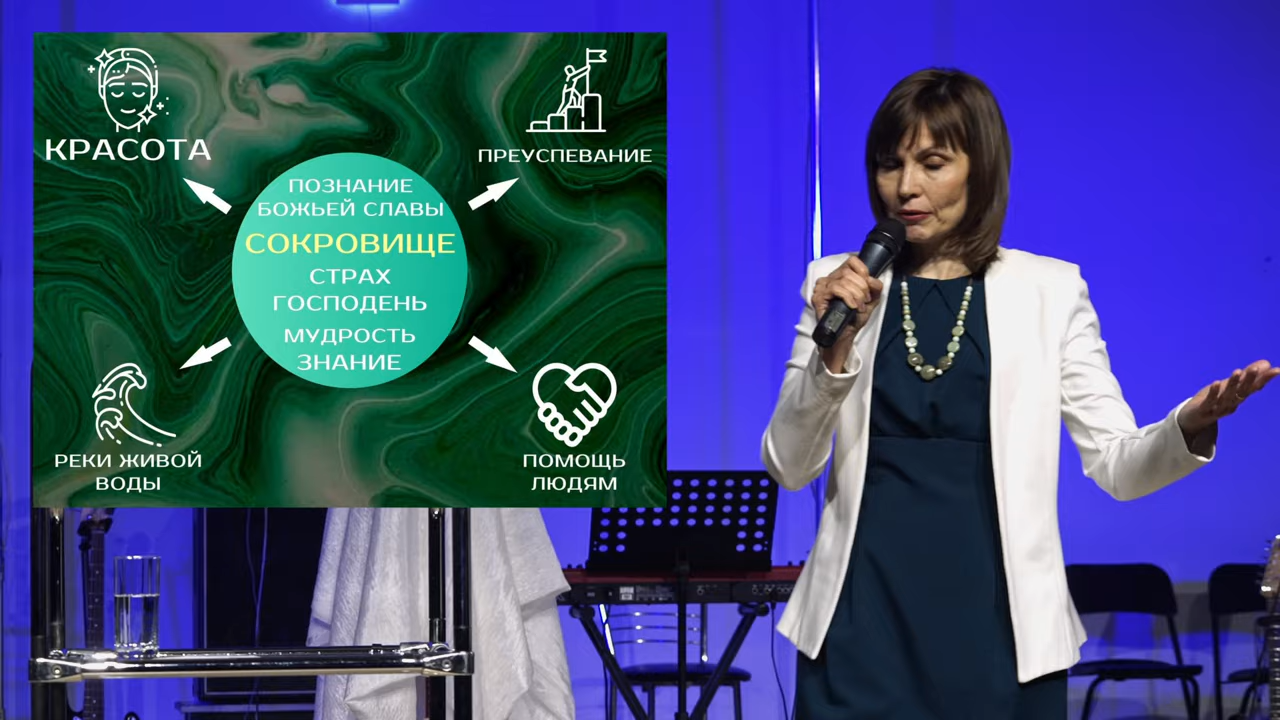 КРАСОТА
ПРЕУСПЕВАНИЕ
ПОЗНАНИЕ
БОЖЬЕЙ СЛАВЫ
СОКРОВИЩЕ
СТРАХ
ГОСПОДЕНЬ
МУДРОСТЬ
ЗНАНИЕ
РЕКИ ЖИВОЙ
ВОДЫ
ПОМОЩЬ
ЛЮДЯМ